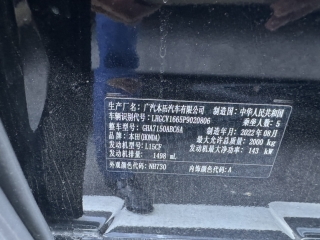 生产厂名：广汽本田汽车有限公司 制造国：中华人民共和国
车辆识别代号：LHGCV1665P9020806 乘坐人数：5
整车型号：GHA7150ABC6A 制造年月：2022年08月
品牌：本田(HONDA) 最大允许总质量：2000 kg
发动机型号：L15CF 发动机最大净功率：143 kW
发动机排量：1498 mL
外观颜色代码：NH730 内饰颜色代码：A